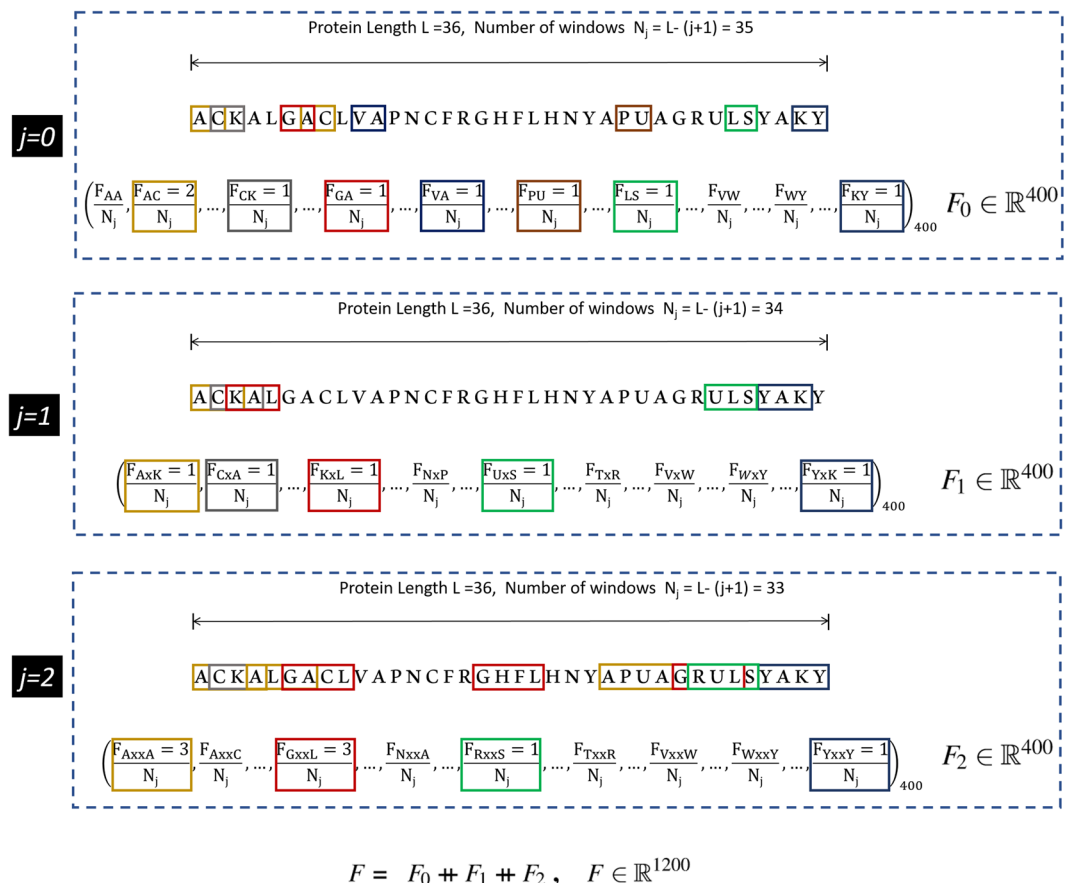 Protein Length L =36, Number of windows Nj = L- (j+1) = 35
j=0
A C K A L G A C L V A P N C F R G H F L H N Y A P U A G R U L S Y A K Y
(F_AA/N_j, F_AC = 2/N_j, ..., F_CK = 1/N_j, ..., F_GA = 1/N_j, ..., F_VA = 1/N_j, ..., F_PU = 1/N_j, ..., F_LS = 1/N_j, ..., F_VW/N_j, ..., F_WY/N_j, ..., F_KY = 1/N_j)_400 F_0 ∈ ℝ^400
Protein Length L =36, Number of windows Nj = L- (j+1) = 34
j=1
A C K A L G A C L V A P N C F R G H F L H N Y A P U A G R U L S Y A K Y
(F_AxK = 1/N_j, F_CxA = 1/N_j, ..., F_KxL = 1/N_j, ..., F_NxP/N_j, ..., F_UxS = 1/N_j, ..., F_TxR/N_j, ..., F_VxW/N_j, ..., F_WxY/N_j, ..., F_YxK = 1/N_j)_400 F_1 ∈ ℝ^400
Protein Length L =36, Number of windows Nj = L- (j+1) = 33
j=2
A C K A L G A C L V A P N C F R G H F L H N Y A P U A G R U L S Y A K Y
(F_AxxA = 3/N_j, F_AxxC/N_j, ..., F_GxxL = 3/N_j, ..., F_NxxA/N_j, ..., F_RxxS = 1/N_j, ..., F_TxxR/N_j, ..., F_VxxW/N_j, ..., F_WxxY/N_j, ..., F_YxxY = 1/N_j)_400 F_2 ∈ ℝ^400
F = F_0 ⧺ F_1 ⧺ F_2 , F ∈ ℝ^1200